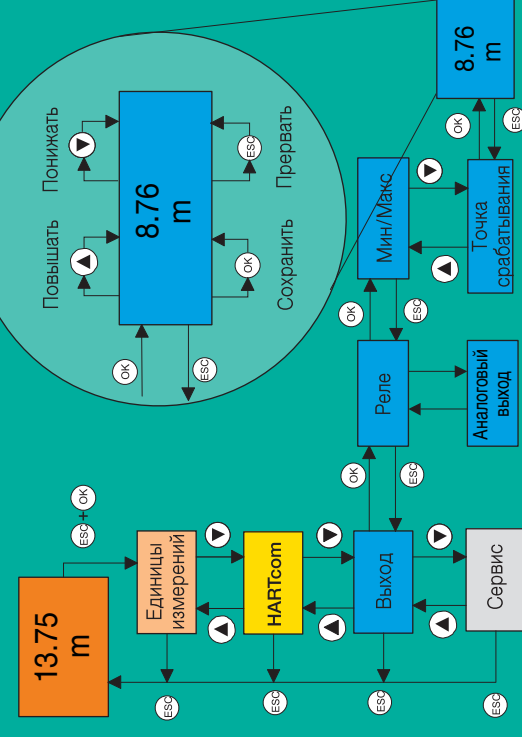 13.75
m
ESC + OK
Единицы
измерений
HARTcom
Выход
Сервис
ESC
ESC
ESC
ESC
OK
ESC
Реле
Аналоговый
выход
OK
ESC
Мин/Макс
Точка
срабатывания
OK
ESC
8.76
m
Повышать
Понижать
OK
ESC
8.76
m
OK
ESC
Сохранить
Прервать